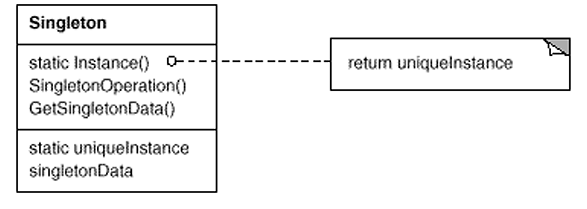 Singleton
static Instance()
return uniqueInstance
SingletonOperation()
GetSingletonData()
static uniqueInstance
singletonData